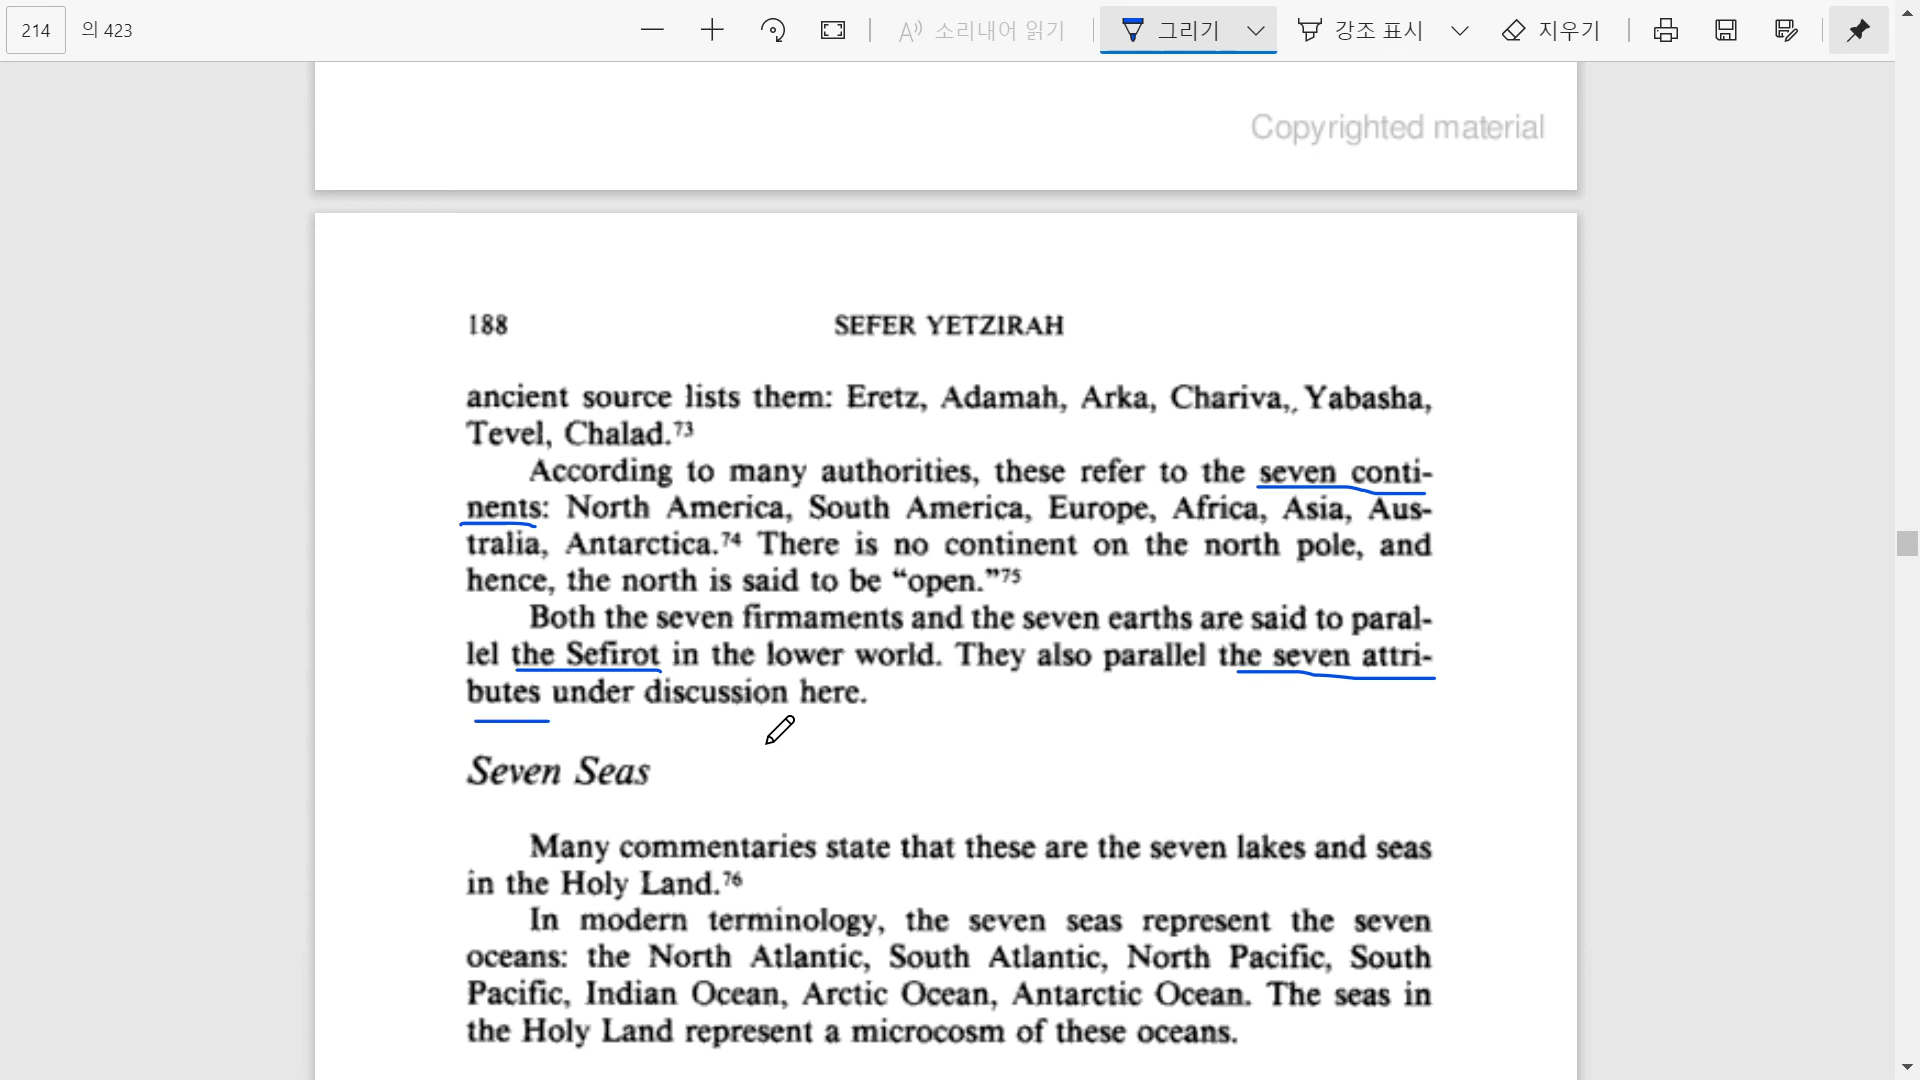 214 의 423 소리내어 읽기 그리기 강조 표시 지우기
Copyrighted material
188 SEFER YETZIRAH
ancient source lists them: Eretz, Adamah, Arka, Chariva,, Yabasha,
Tevel, Chalad.73
According to many authorities, these refer to the seven conti-
nents: North America, South America, Europe, Africa, Asia, Aus-
tralia, Antarctica.74 There is no continent on the north pole, and
hence, the north is said to be “open.”75
Both the seven firmaments and the seven earths are said to paral-
lel the Sefirot in the lower world. They also parallel the seven attri-
butes under discussion here.
Seven Seas
Many commentaries state that these are the seven lakes and seas
in the Holy Land.76
In modern terminology, the seven seas represent the seven
oceans: the North Atlantic, South Atlantic, North Pacific, South
Pacific, Indian Ocean, Arctic Ocean, Antarctic Ocean. The seas in
the Holy Land represent a microcosm of these oceans.